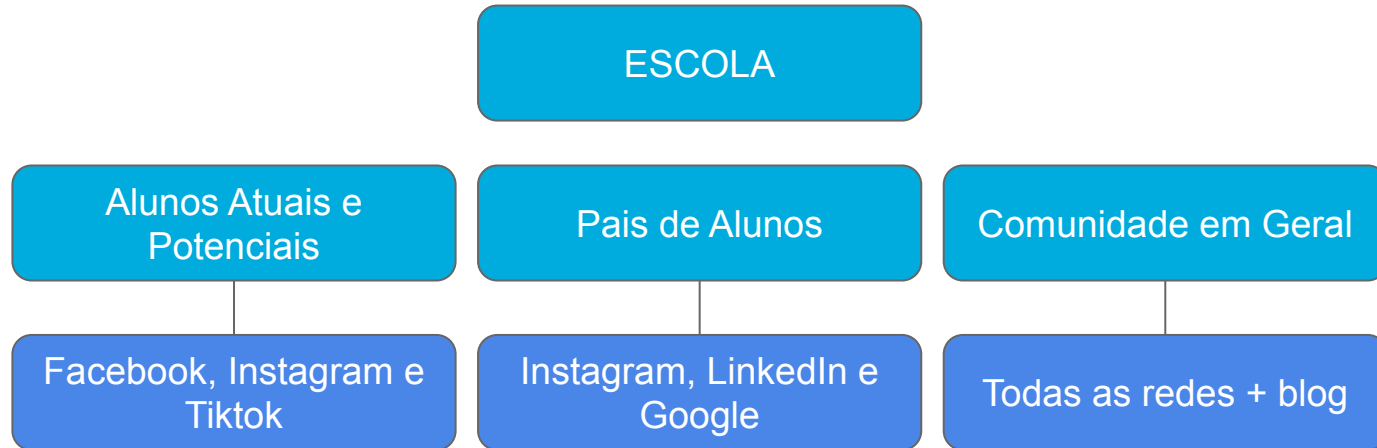 ESCOLA
Alunos Atuais e
Potenciais
Pais de Alunos
Comunidade em Geral
Facebook, Instagram e
Tiktok
Instagram, LinkedIn e
Google
Todas as redes + blog